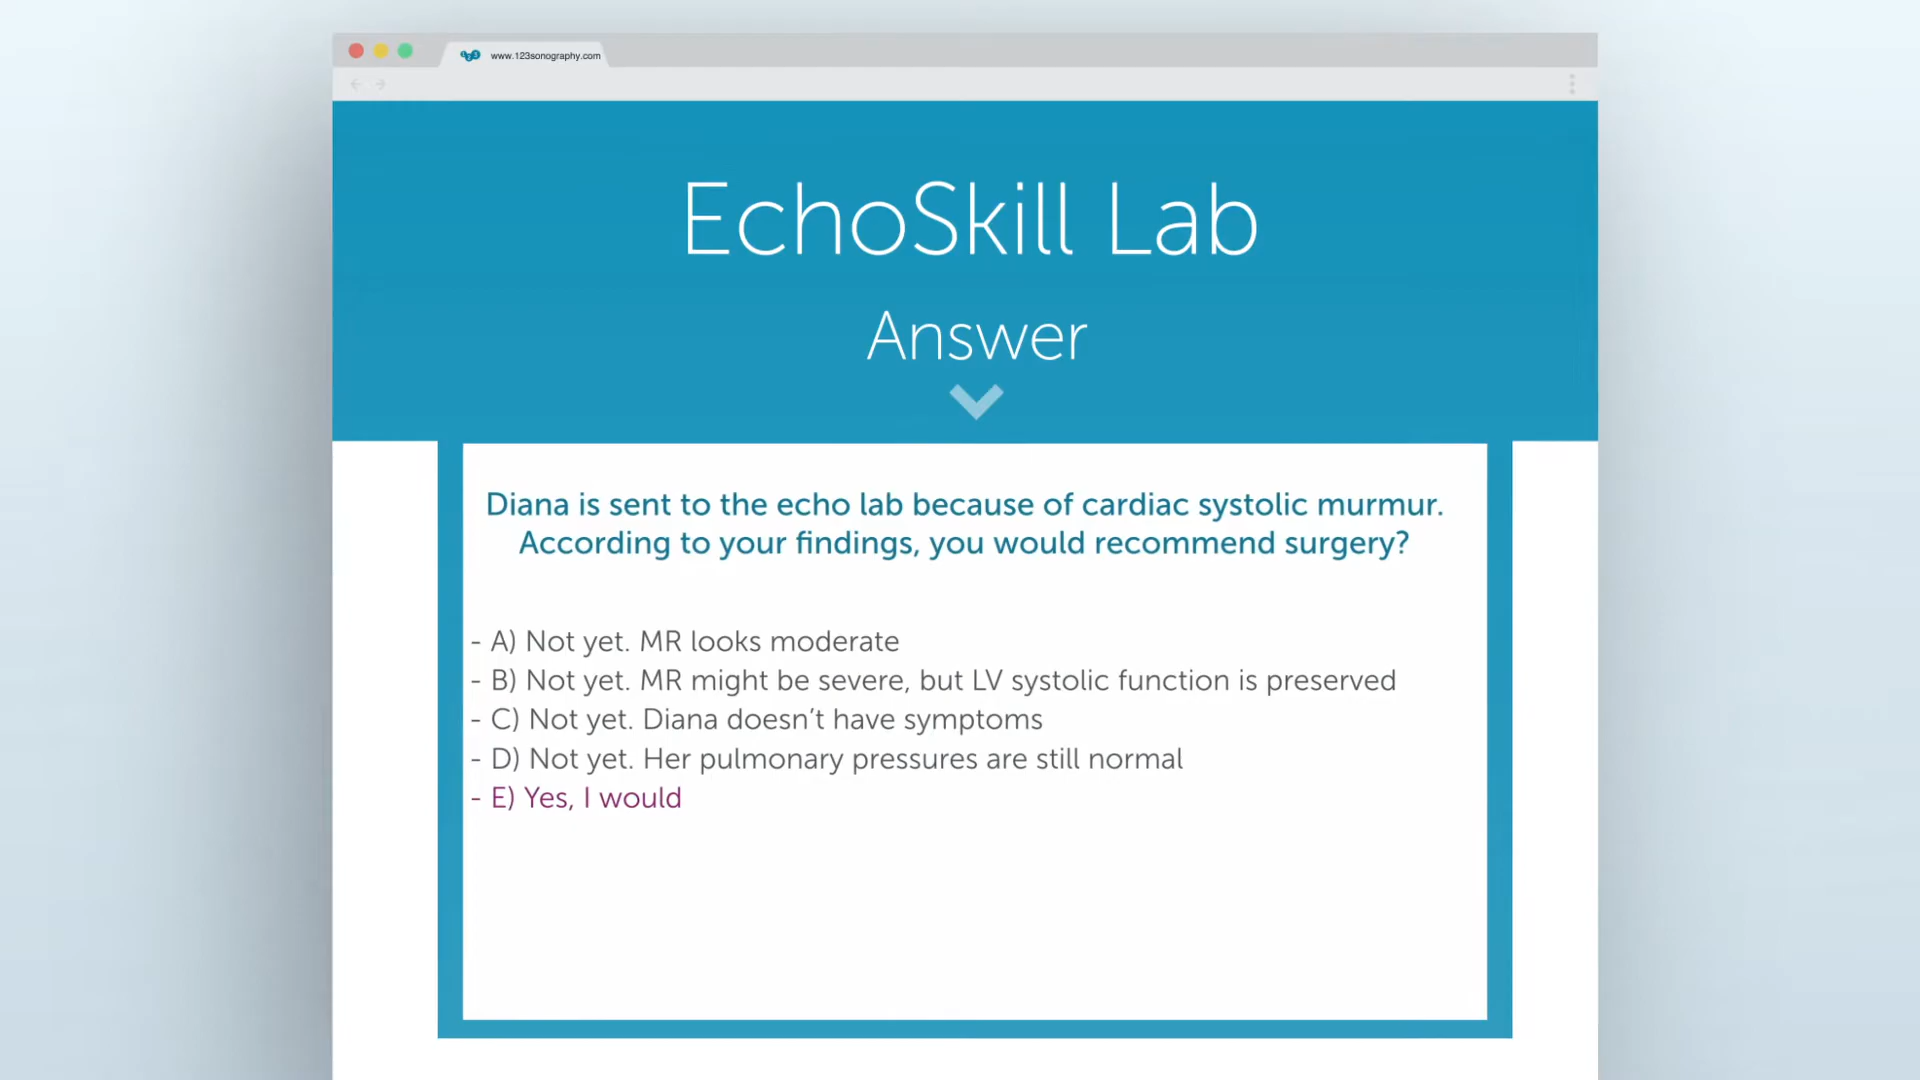 www.123sonography.com
EchoSkill Lab
Answer
Diana is sent to the echo lab because of cardiac systolic murmur.
According to your findings, you would recommend surgery?
- A) Not yet. MR looks moderate
- B) Not yet. MR might be severe, but LV systolic function is preserved
- C) Not yet. Diana doesn’t have symptoms
- D) Not yet. Her pulmonary pressures are still normal
- E) Yes, I would